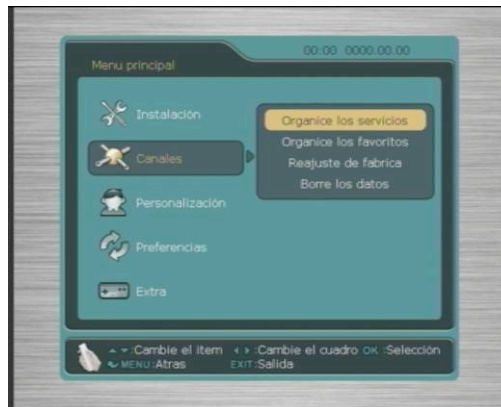 00:00 0000.00.00
Menu principal
Instalación
Canales
Personalización
Preferencias
Extra
Organice los servicios
Organice los favoritos
Reajuste de fabrica
Borre los datos
▲ ▼ :Cambie el item ◄ ► :Cambie el cuadro OK :Selección
MENU:Atras EXIT:Salida